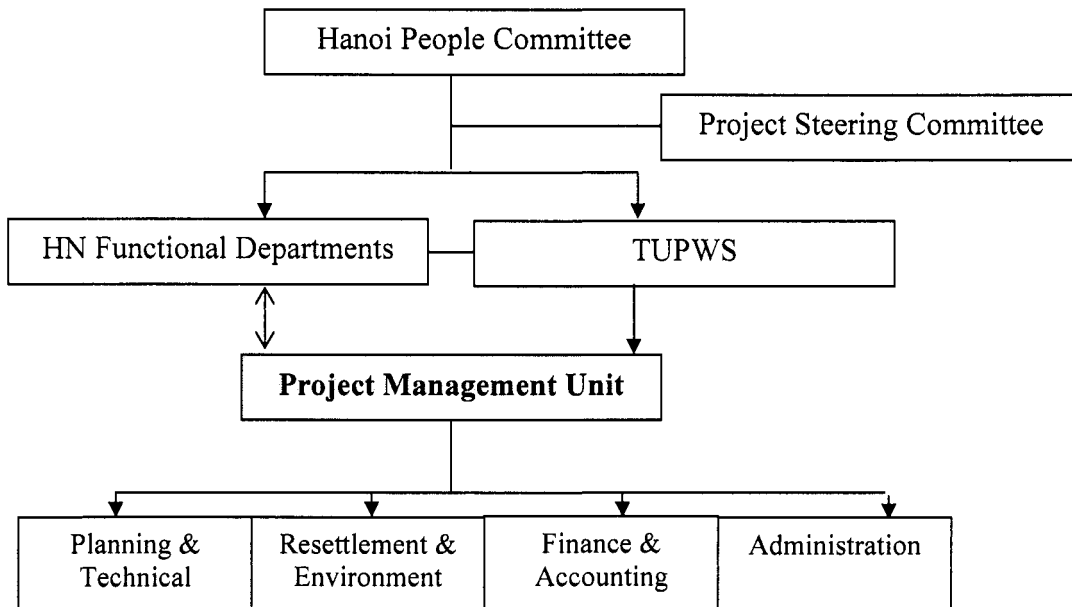 Hanoi People Committee
Project Steering Committee
HN Functional Departments
TUPWS
Project Management Unit
Planning &
Technical
Resettlement &
Environment
Finance &
Accounting
Administration